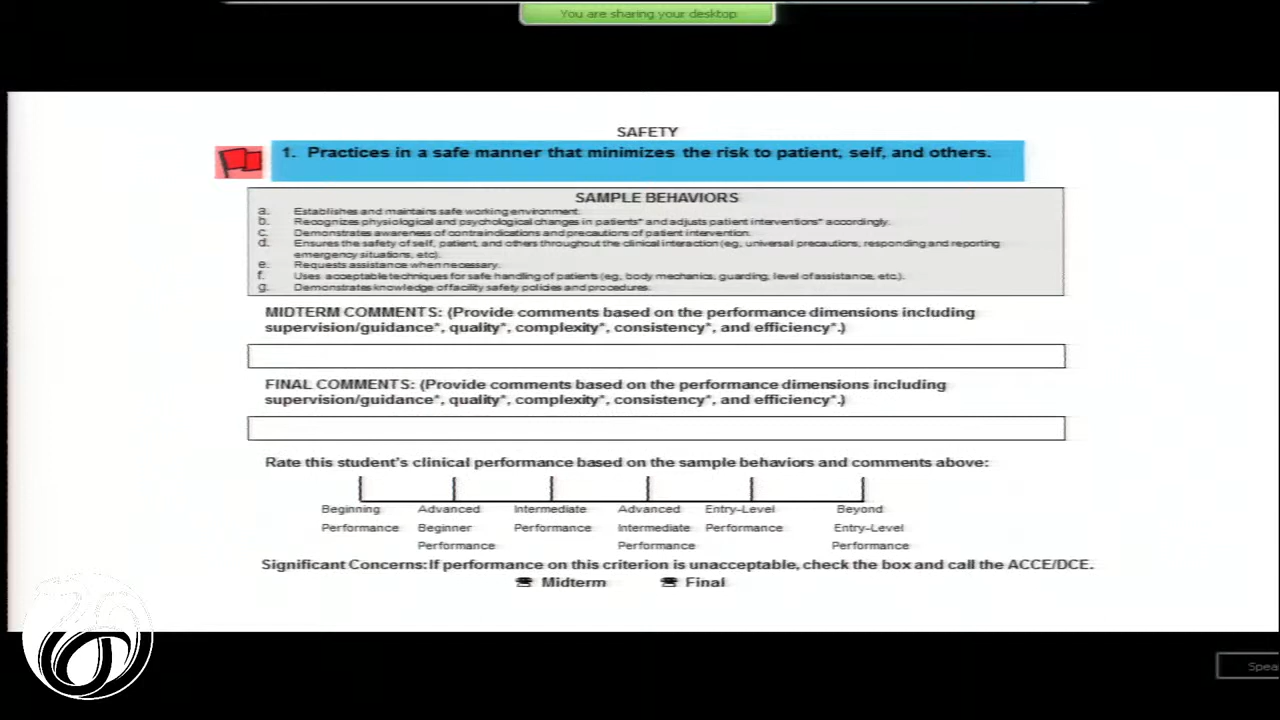 You are sharing your desktop
SAFETY
1. Practices in a safe manner that minimizes the risk to patient, self, and others.
SAMPLE BEHAVIORS
a. Establishes and maintains safe working environment.
b. Recognizes physiological and psychological changes in patients* and adjusts patient interventions* accordingly.
c. Demonstrates awareness of contraindications and precautions of patient intervention.
d. Ensures the safety of self, patient, and others throughout the clinical interaction (eg, universal precautions, responding and reporting
emergency situations, etc).
e. Requests assistance when necessary.
f. Uses acceptable techniques for safe handling of patients (eg, body mechanics, guarding, level of assistance, etc.).
g. Demonstrates knowledge of facility safety policies and procedures.
MIDTERM COMMENTS: (Provide comments based on the performance dimensions including
supervision/guidance*, quality*, complexity*, consistency*, and efficiency*.)
FINAL COMMENTS: (Provide comments based on the performance dimensions including
supervision/guidance*, quality*, complexity*, consistency*, and efficiency*.)
Rate this student's clinical performance based on the sample behaviors and comments above:
Beginning Advanced Intermediate Advanced Entry-Level Beyond
Performance Beginner Performance Intermediate Performance Entry-Level
Performance Performance Performance
Significant Concerns: If performance on this criterion is unacceptable, check the box and call the ACCE/DCE.
Midterm Final